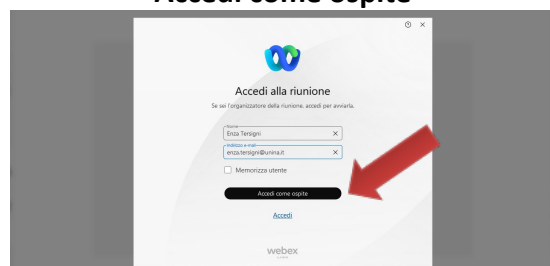 Accedi come ospite
Accedi alla riunione
Se sei l'organizzatore della riunione, accedi per avviarla.
Nome
Enza Tersigni
Indirizzo e-mail
enza.tersigni@unina.it
Memorizza utente
Accedi come ospite
Accedi
webex